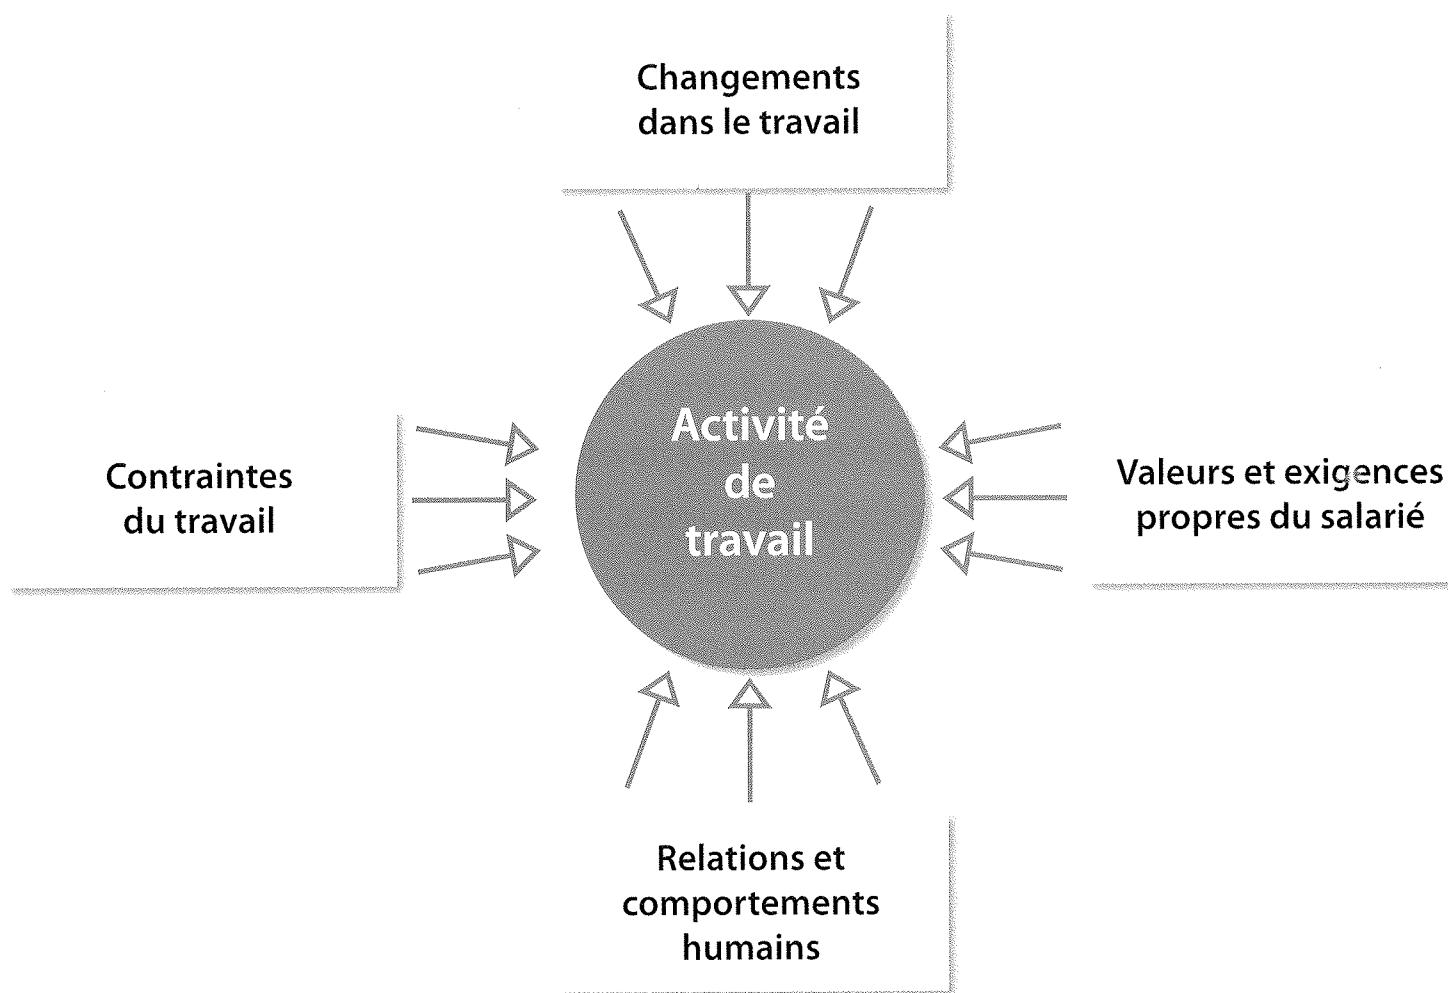 Changements
dans le travail
Activité
de
travail
Contraintes
du travail
Valeurs et exigences
propres du salarié
Relations et
comportements
humains